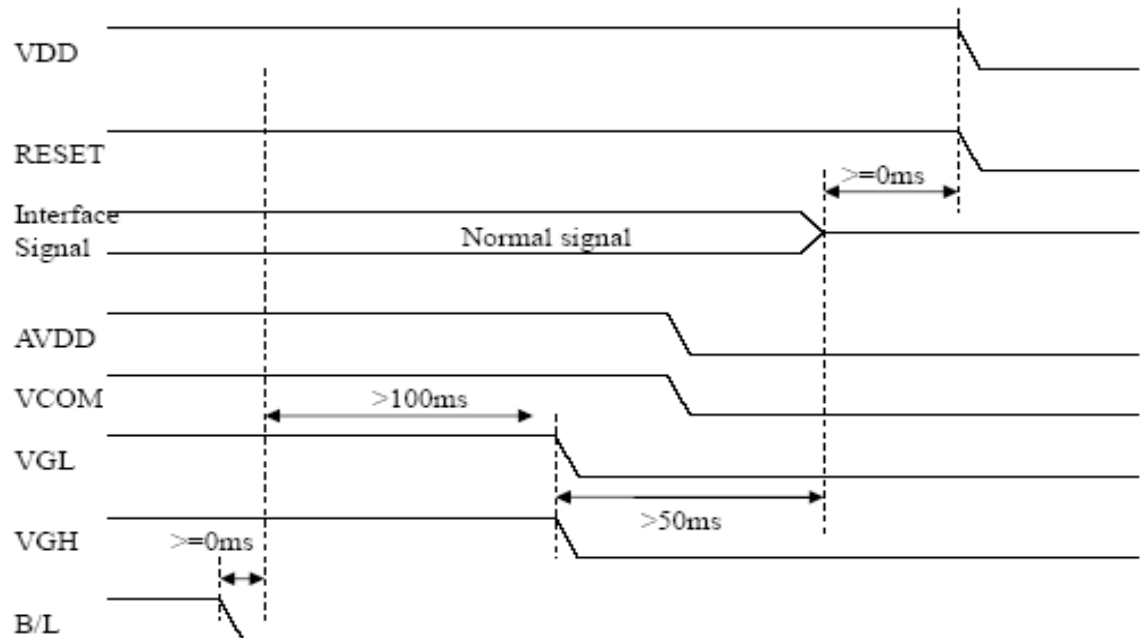 VDD
RESET
>=0ms
Interface
Signal
Normal signal
AVDD
VCOM
>100ms
VGL
>50ms
VGH
>=0ms
B/L